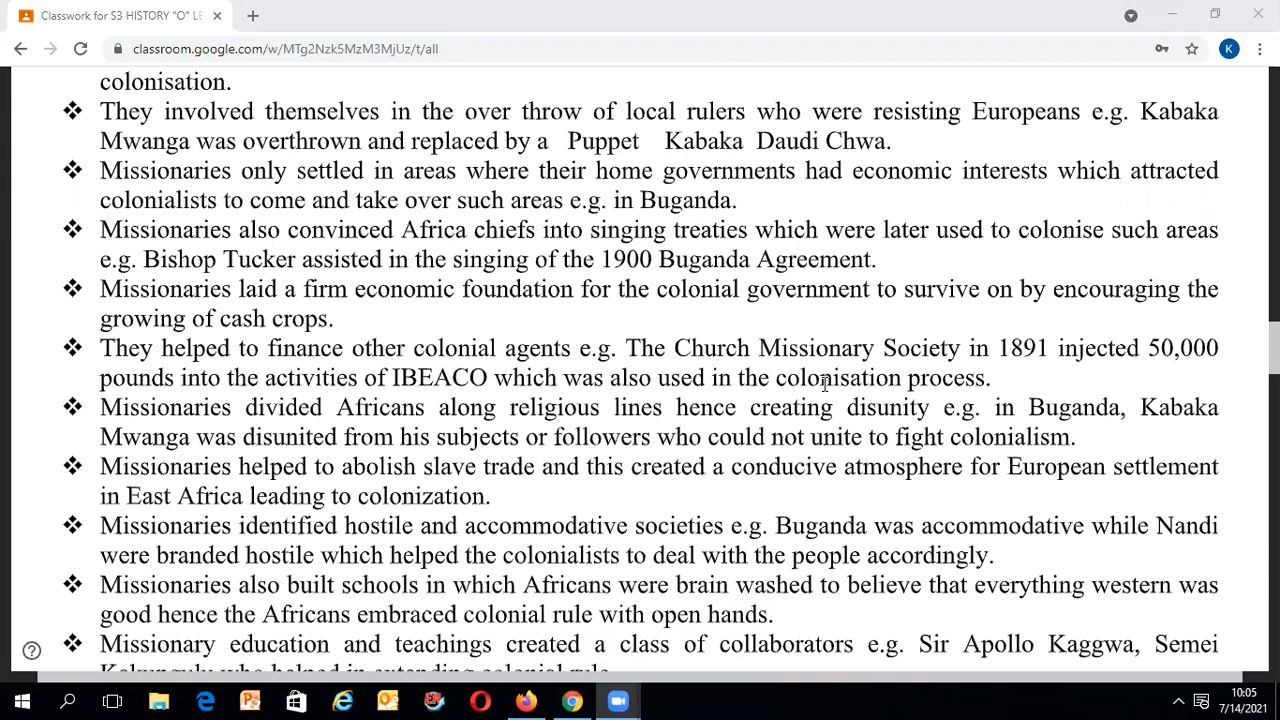 Classwork for S3 HISTORY "O" LE
classroom.google.com/w/MTg2Nzk5MzM3MjUz/t/all
K
colonisation.
❖ They involved themselves in the over throw of local rulers who were resisting Europeans e.g. Kabaka
Mwanga was overthrown and replaced by a Puppet Kabaka Daudi Chwa.
❖ Missionaries only settled in areas where their home governments had economic interests which attracted
colonialists to come and take over such areas e.g. in Buganda.
❖ Missionaries also convinced Africa chiefs into singing treaties which were later used to colonise such areas
e.g. Bishop Tucker assisted in the singing of the 1900 Buganda Agreement.
❖ Missionaries laid a firm economic foundation for the colonial government to survive on by encouraging the
growing of cash crops.
❖ They helped to finance other colonial agents e.g. The Church Missionary Society in 1891 injected 50,000
pounds into the activities of IBEACO which was also used in the colonisation process.
❖ Missionaries divided Africans along religious lines hence creating disunity e.g. in Buganda, Kabaka
Mwanga was disunited from his subjects or followers who could not unite to fight colonialism.
❖ Missionaries helped to abolish slave trade and this created a conducive atmosphere for European settlement
in East Africa leading to colonization.
❖ Missionaries identified hostile and accommodative societies e.g. Buganda was accommodative while Nandi
were branded hostile which helped the colonialists to deal with the people accordingly.
❖ Missionaries also built schools in which Africans were brain washed to believe that everything western was
good hence the Africans embraced colonial rule with open hands.
❖ Missionary education and teachings created a class of collaborators e.g. Sir Apollo Kaggwa, Semei
who helped in extending colonial rule
10:05
7/14/2021